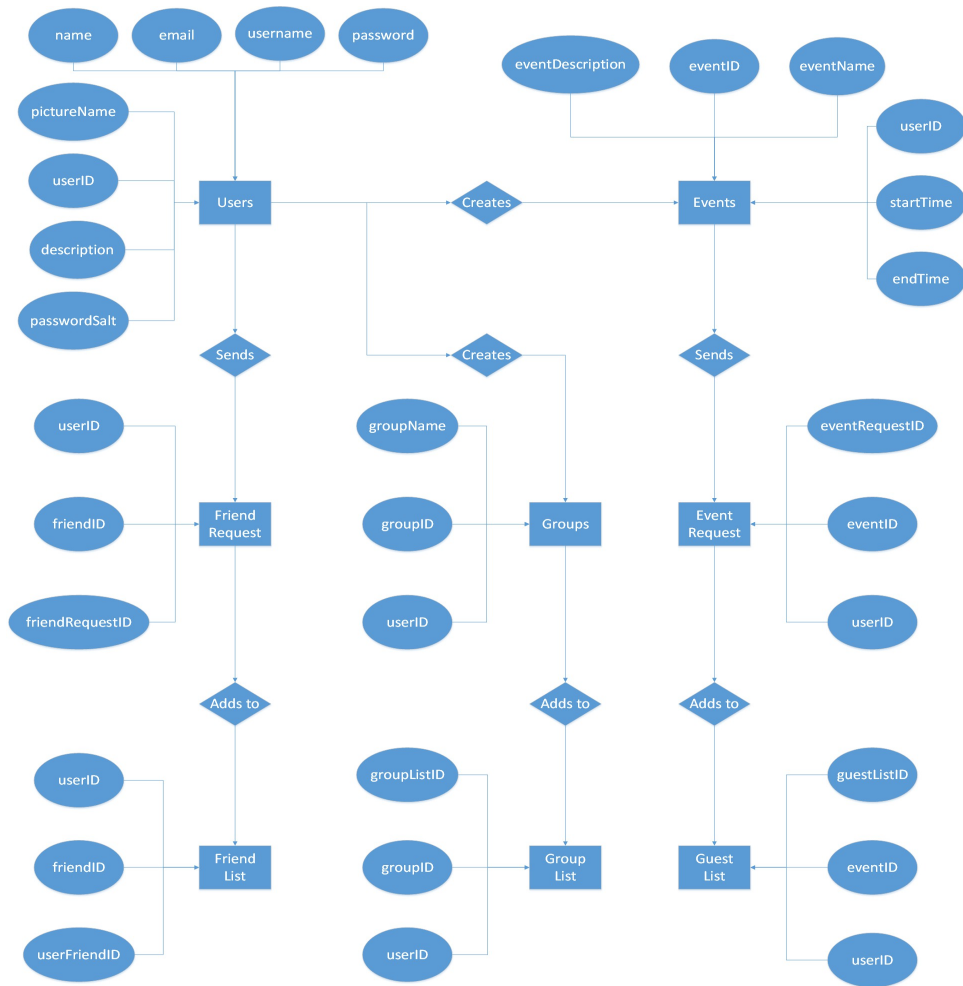 name
email
username
password
eventDescription
eventID
eventName
pictureName
userID
userID
Users
Creates
Events
startTime
description
endTime
passwordSalt
Sends
Creates
Sends
userID
groupName
eventRequestID
friendID
Friend
Request
groupID
Groups
Event
Request
eventID
friendRequestID
userID
userID
Adds to
Adds to
Adds to
userID
groupListID
guestListID
friendID
Friend
List
groupID
Group
List
Guest
List
eventID
userFriendID
userID
userID